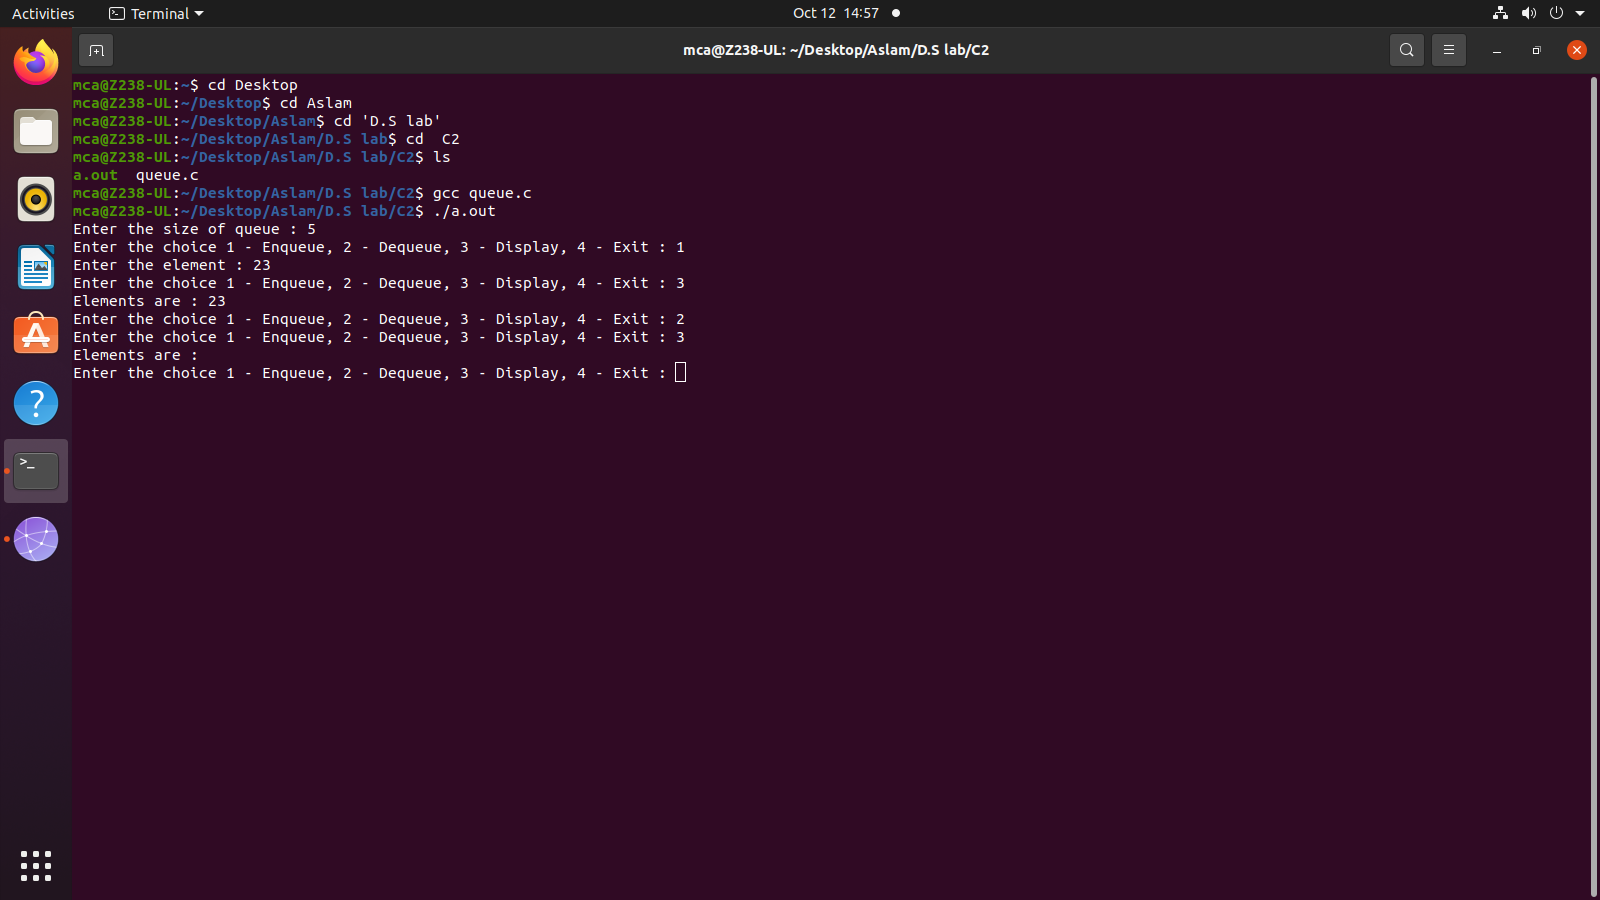 Activities
Terminal
Oct 12 14:57
mca@Z238-UL: ~/Desktop/Aslam/D.S lab/C2
mca@Z238-UL:~$ cd Desktop
mca@Z238-UL:~/Desktop$ cd Aslam
mca@Z238-UL:~/Desktop/Aslam$ cd 'D.S lab'
mca@Z238-UL:~/Desktop/Aslam/D.S lab$ cd  C2
mca@Z238-UL:~/Desktop/Aslam/D.S lab/C2$ ls
a.out  queue.c
mca@Z238-UL:~/Desktop/Aslam/D.S lab/C2$ gcc queue.c
mca@Z238-UL:~/Desktop/Aslam/D.S lab/C2$ ./a.out
Enter the size of queue : 5
Enter the choice 1 - Enqueue, 2 - Dequeue, 3 - Display, 4 - Exit : 1
Enter the element : 23
Enter the choice 1 - Enqueue, 2 - Dequeue, 3 - Display, 4 - Exit : 3
Elements are : 23
Enter the choice 1 - Enqueue, 2 - Dequeue, 3 - Display, 4 - Exit : 2
Enter the choice 1 - Enqueue, 2 - Dequeue, 3 - Display, 4 - Exit : 3
Elements are :
Enter the choice 1 - Enqueue, 2 - Dequeue, 3 - Display, 4 - Exit :